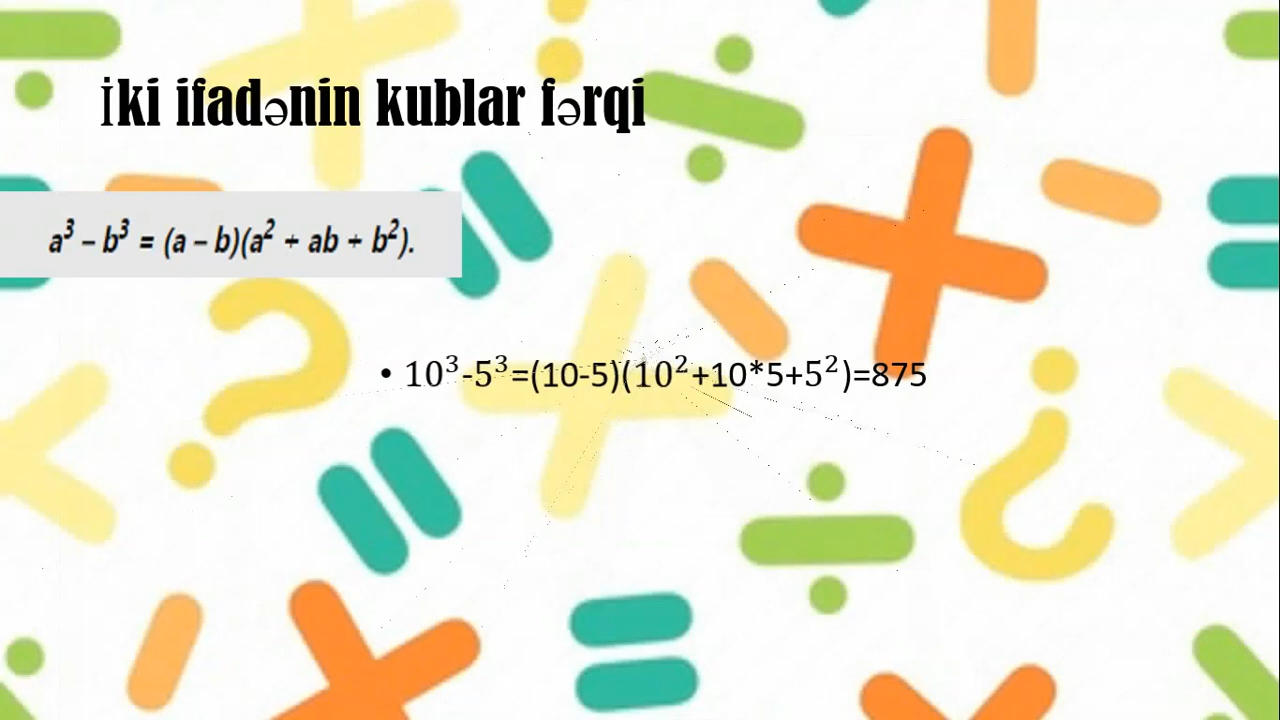 İki ifadənin kublar fərqi
a³ – b³ = (a – b)(a² + ab + b²).
• 10³-5³=(10-5)(10²+10*5+5²)=875